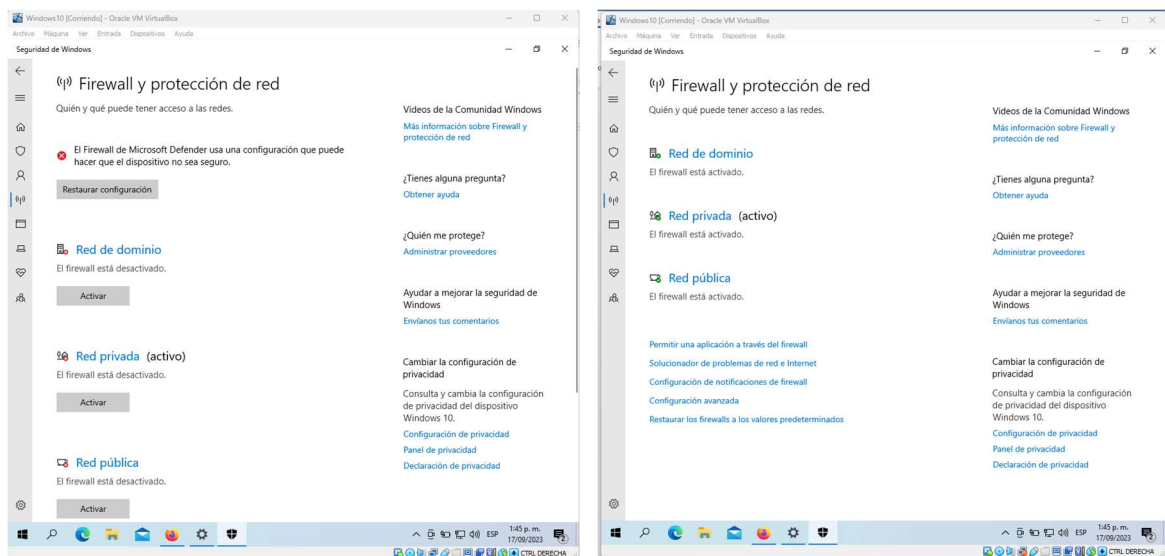 Windows10 [Corriendo] - Oracle VM VirtualBox
Archivo Máquina Ver Entrada Dispositivos Ayuda
Seguridad de Windows
Firewall y protección de red
Quién y qué puede tener acceso a las redes.
El Firewall de Microsoft Defender usa una configuración que puede
hacer que el dispositivo no sea seguro.
Restaurar configuración
Red de dominio
El firewall está desactivado.
Activar
Red privada (activo)
El firewall está desactivado.
Activar
Red pública
El firewall está desactivado.
Activar
Videos de la Comunidad Windows
Más información sobre Firewall y
protección de red
¿Tienes alguna pregunta?
Obtener ayuda
¿Quién me protege?
Administrar proveedores
Ayudar a mejorar la seguridad de
Windows
Envíanos tus comentarios
Cambiar la configuración de
privacidad
Consulta y cambia la configuración
de privacidad del dispositivo
Windows 10.
Configuración de privacidad
Panel de privacidad
Declaración de privacidad
ESP
1:45 p. m.
17/09/2023
CTRL DERECHA
Windows10 [Corriendo] - Oracle VM VirtualBox
Archivo Máquina Ver Entrada Dispositivos Ayuda
Seguridad de Windows
Firewall y protección de red
Quién y qué puede tener acceso a las redes.
Red de dominio
El firewall está activado.
Red privada (activo)
El firewall está activado.
Red pública
El firewall está activado.
Permitir una aplicación a través del firewall
Solucionador de problemas de red e Internet
Configuración de notificaciones de firewall
Configuración avanzada
Restaurar los firewalls a los valores predeterminados
Videos de la Comunidad Windows
Más información sobre Firewall y
protección de red
¿Tienes alguna pregunta?
Obtener ayuda
¿Quién me protege?
Administrar proveedores
Ayudar a mejorar la seguridad de
Windows
Envíanos tus comentarios
Cambiar la configuración de
privacidad
Consulta y cambia la configuración
de privacidad del dispositivo
Windows 10.
Configuración de privacidad
Panel de privacidad
Declaración de privacidad
ESP
1:45 p. m.
17/09/2023
CTRL DERECHA